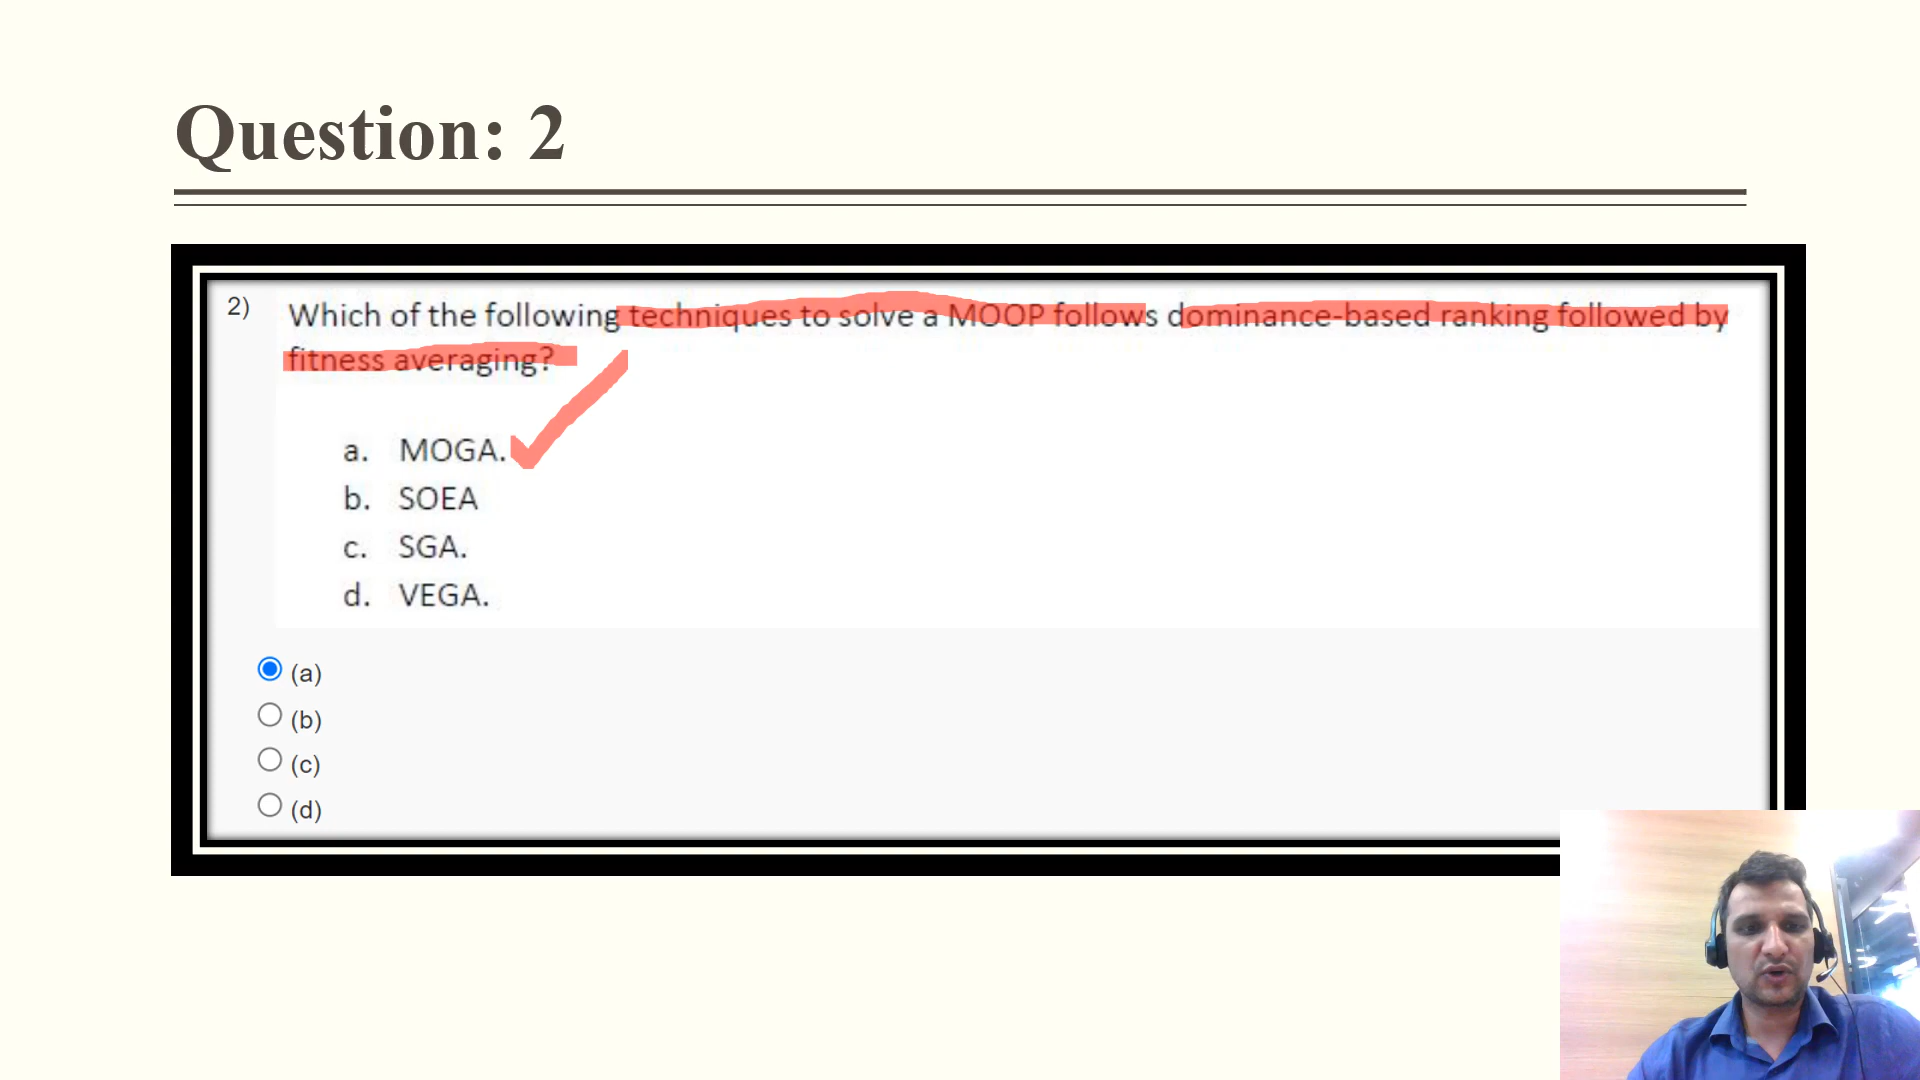 Question: 2
2) Which of the following techniques to solve a MOOP follows dominance-based ranking followed by
fitness averaging?
a. MOGA.
b. SOEA
c. SGA.
d. VEGA.
(a)
(b)
(c)
(d)